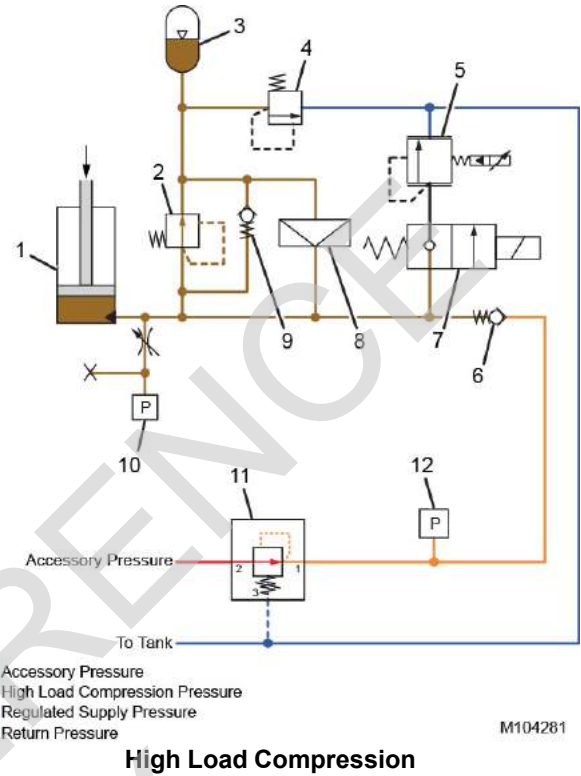 3
4
5
2
1
9
8
7
6
P
10
12
P
11
Accessory Pressure
2
1
3
To Tank
Accessory Pressure
High Load Compression Pressure
Regulated Supply Pressure
Return Pressure
M104281
High Load Compression